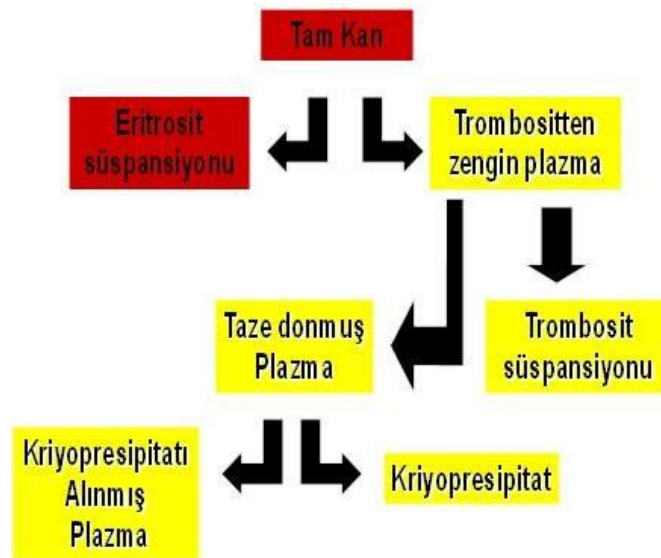 Tam Kan
Eritrosit
süspansiyonu
Trombositten
zengin plazma
Taze donmuş
Plazma
Trombosit
süspansiyonu
Kriyopresipitatı
Alınmış
Plazma
Kriyopresipitat